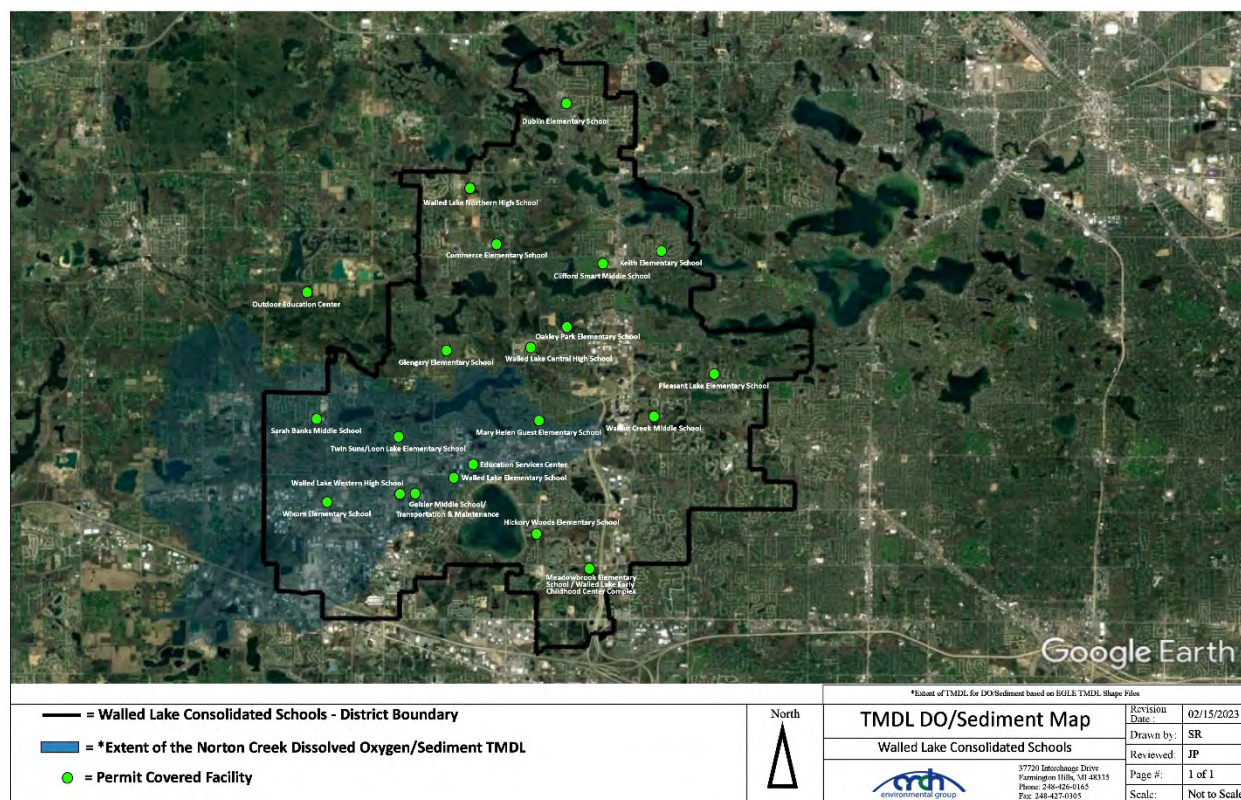 Dublin Elementary School
Walled Lake Northern High School
Commerce Elementary School
Keith Elementary School
Clifford Smart Middle School
Outdoor Education Center
Oakley Park Elementary School
Walled Lake Central High School
Glengary Elementary School
Pleasant Lake Elementary School
Sarah Banks Middle School
Mary Helen Guest Elementary School
Walnut Creek Middle School
Twin Suns/Loon Lake Elementary School
Education Services Center
Walled Lake Elementary School
Walled Lake Western High School
Geisler Middle School/
Transportation & Maintenance
Wixom Elementary School
Hickory Woods Elementary School
Meadowbrook Elementary
School / Walled Lake Early
Childhood Center Complex
Google Earth
= Walled Lake Consolidated Schools - District Boundary
= *Extent of the Norton Creek Dissolved Oxygen/Sediment TMDL
= Permit Covered Facility
North
*Extent of TMDL for DO/Sediment based on EGLE TMDL Shape Files
TMDL DO/Sediment Map
Walled Lake Consolidated Schools
arch
environmental group
37720 Interchange Drive
Farmington Hills, MI 48335
Phone: 248-426-0165
Fax: 248-427-0305
Revision Date : 02/15/2023
Drawn by: SR
Reviewed: JP
Page #: 1 of 1
Scale: Not to Scale